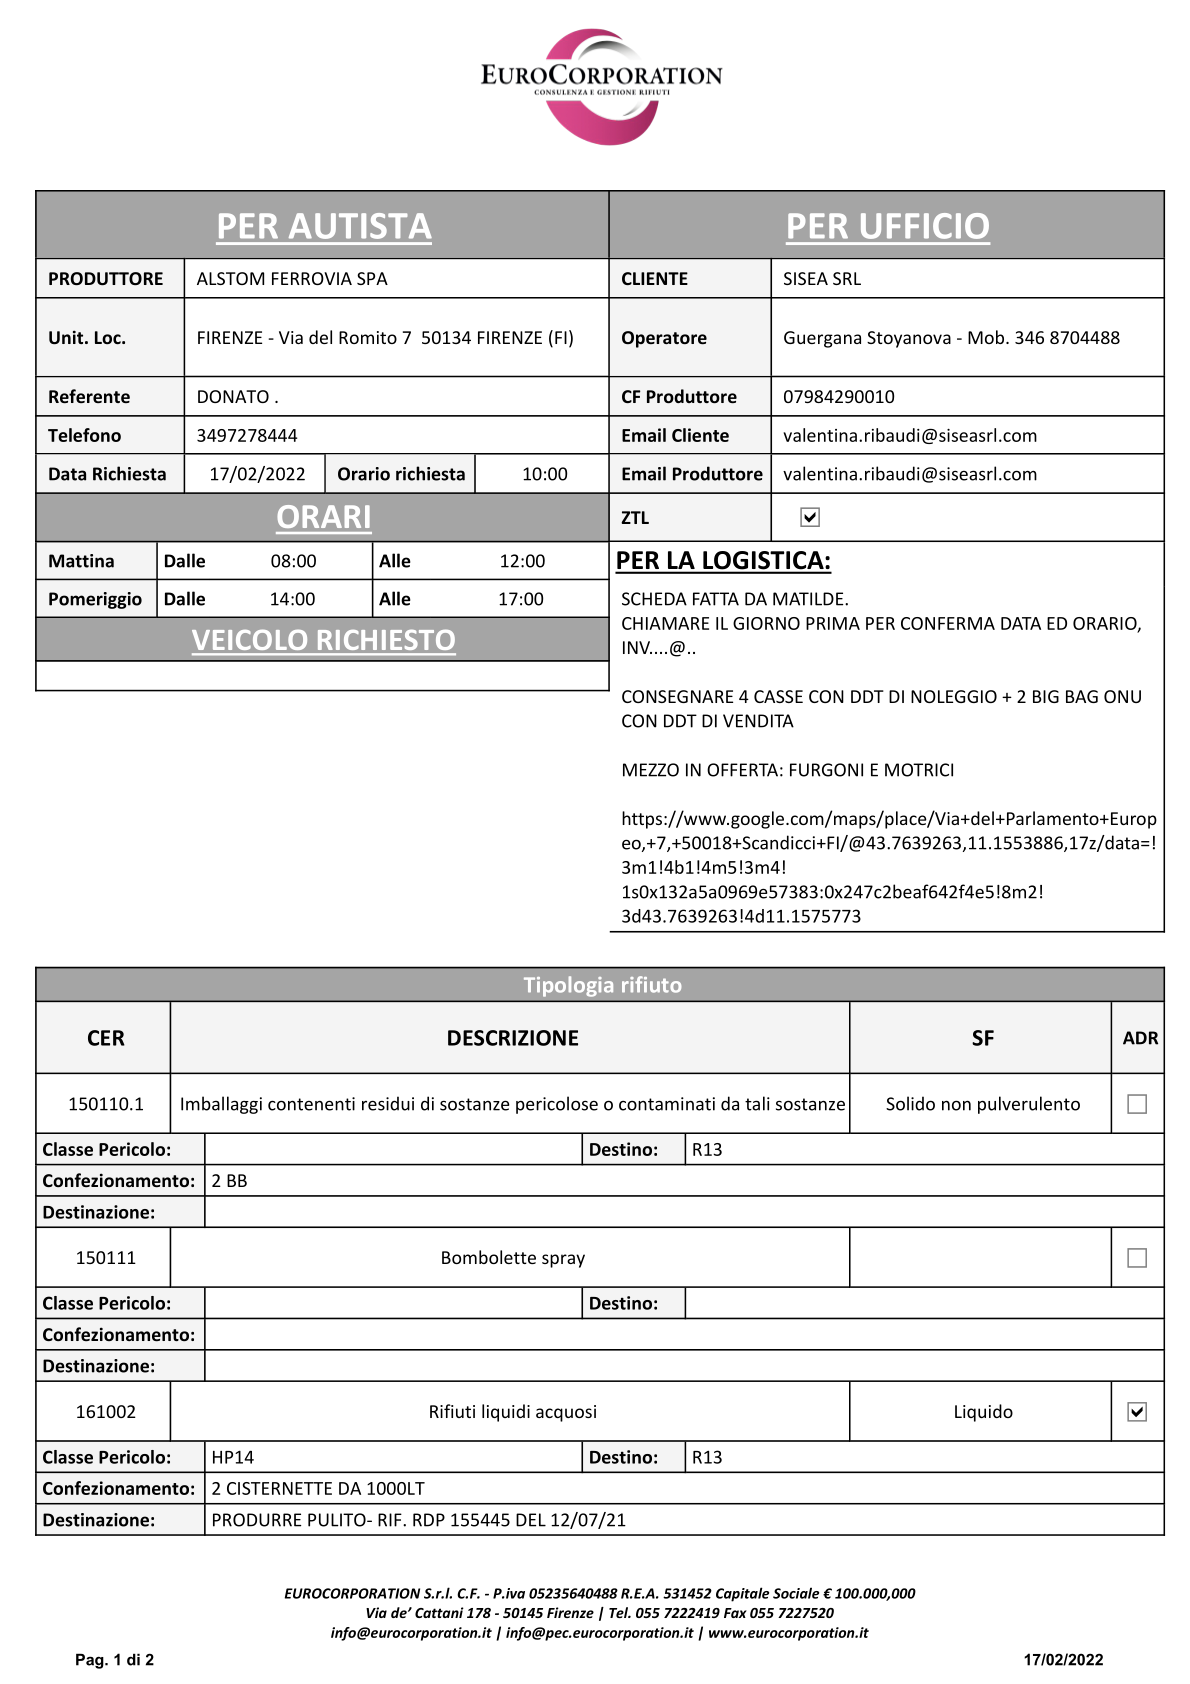 EUROCORPORATION
CONSULENZA E GESTIONE RIFIUTI
PER AUTISTA
PRODUTTORE ALSTOM FERROVIA SPA
Unit. Loc. FIRENZE - Via del Romito 7 50134 FIRENZE (FI)
Referente DONATO .
Telefono 3497278444
Data Richiesta 17/02/2022 Orario richiesta 10:00
ORARI
Mattina Dalle 08:00 Alle 12:00
Pomeriggio Dalle 14:00 Alle 17:00
VEICOLO RICHIESTO
PER UFFICIO
CLIENTE SISEA SRL
Operatore Guergana Stoyanova - Mob. 346 8704488
CF Produttore 07984290010
Email Cliente valentina.ribaudi@siseasrl.com
Email Produttore valentina.ribaudi@siseasrl.com
ZTL
PER LA LOGISTICA:
SCHEDA FATTA DA MATILDE.
CHIAMARE IL GIORNO PRIMA PER CONFERMA DATA ED ORARIO,
INV....@..
CONSEGNARE 4 CASSE CON DDT DI NOLEGGIO + 2 BIG BAG ONU
CON DDT DI VENDITA
MEZZO IN OFFERTA: FURGONI E MOTRICI
https://www.google.com/maps/place/Via+del+Parlamento+Europ
eo,+7,+50018+Scandicci+FI/@43.7639263,11.1553886,17z/data=!
3m1!4b1!4m5!3m4!
1s0x132a5a0969e57383:0x247c2beaf642f4e5!8m2!
3d43.7639263!4d11.1575773
Tipologia rifiuto
CER DESCRIZIONE SF ADR
150110.1 Imballaggi contenenti residui di sostanze pericolose o contaminati da tali sostanze Solido non pulverulento
Classe Pericolo: Destino: R13
Confezionamento: 2 BB
Destinazione:
150111 Bombolette spray
Classe Pericolo: Destino:
Confezionamento:
Destinazione:
161002 Rifiuti liquidi acquosi Liquido
Classe Pericolo: HP14 Destino: R13
Confezionamento: 2 CISTERNETTE DA 1000LT
Destinazione: PRODURRE PULITO- RIF. RDP 155445 DEL 12/07/21
EUROCORPORATION S.r.l. C.F. - P.iva 05235640488 R.E.A. 531452 Capitale Sociale € 100.000,000
Via de’ Cattani 178 - 50145 Firenze | Tel. 055 7222419 Fax 055 7227520
info@eurocorporation.it | info@pec.eurocorporation.it | www.eurocorporation.it
Pag. 1 di 2 17/02/2022